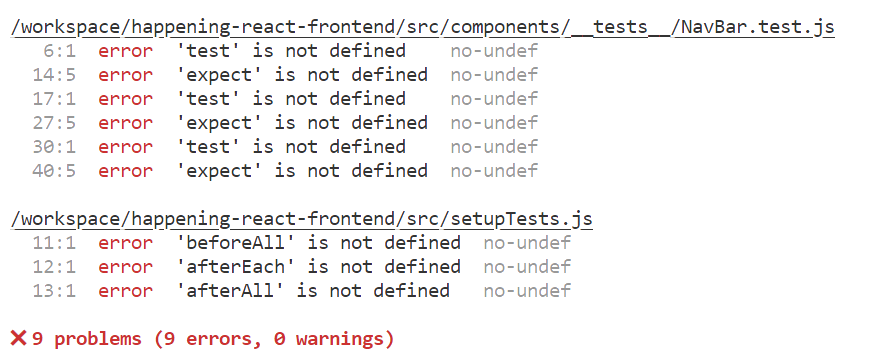 /workspace/happening-react-frontend/src/components/__tests__/NavBar.test.js
6:1 error 'test' is not defined no-undef
14:5 error 'expect' is not defined no-undef
17:1 error 'test' is not defined no-undef
27:5 error 'expect' is not defined no-undef
30:1 error 'test' is not defined no-undef
40:5 error 'expect' is not defined no-undef
/workspace/happening-react-frontend/src/setupTests.js
11:1 error 'beforeAll' is not defined no-undef
12:1 error 'afterEach' is not defined no-undef
13:1 error 'afterAll' is not defined no-undef
❌ 9 problems (9 errors, 0 warnings)